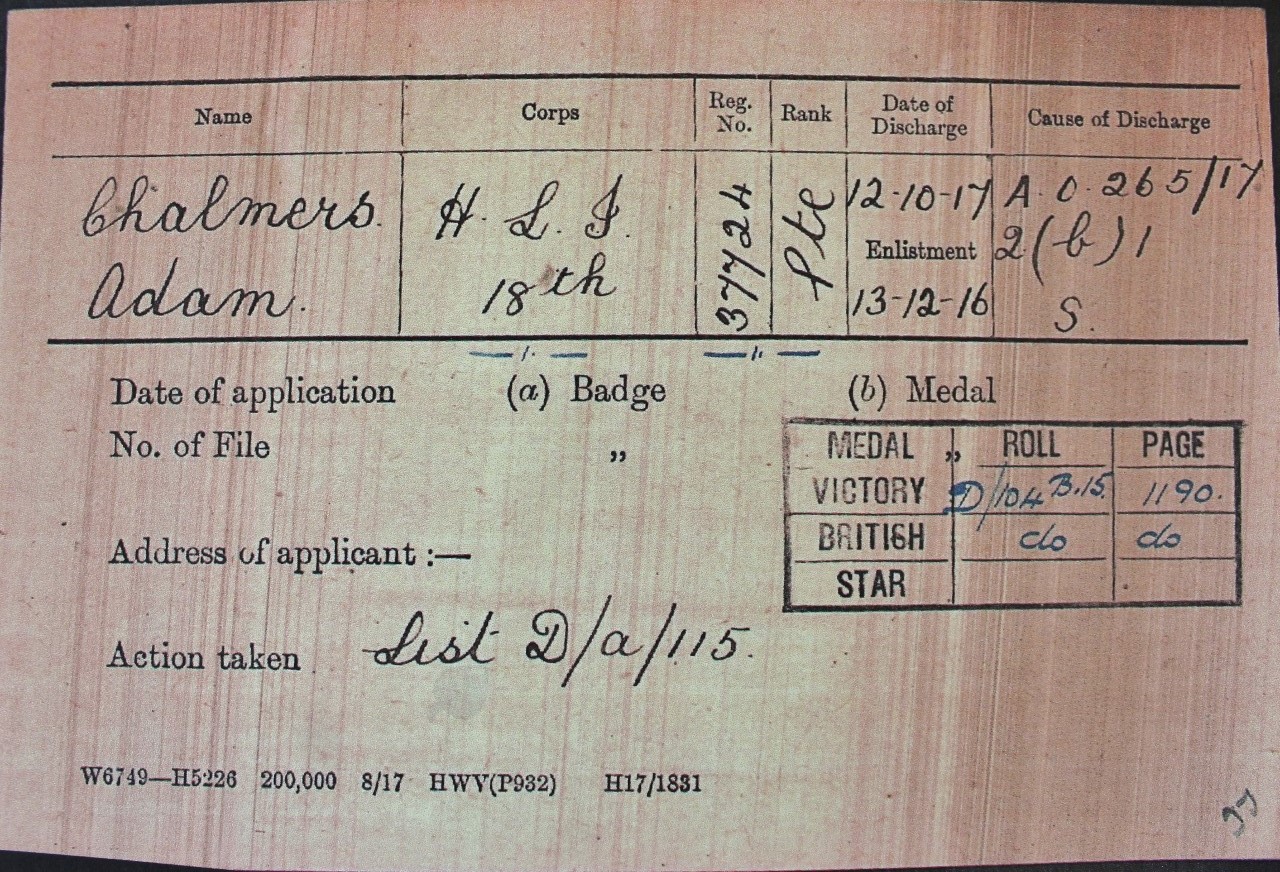 Name Corps Reg. No. Rank Date of Discharge Cause of Discharge
Chalmers. H. L. I. 37724 Pte 12-10-17 A.O. 265/17
Enlistment 2(b)1
Adam. 18th 13-12-16 S.
Date of application (a) Badge (b) Medal
No. of File „ „
MEDAL ROLL PAGE
VICTORY D/104 B.15. 1190.
BRITISH do do
STAR
Address of applicant :—
Action taken List D/a/115.
W6749—H5226 200,000 8/17 HWV(P932) H17/1831